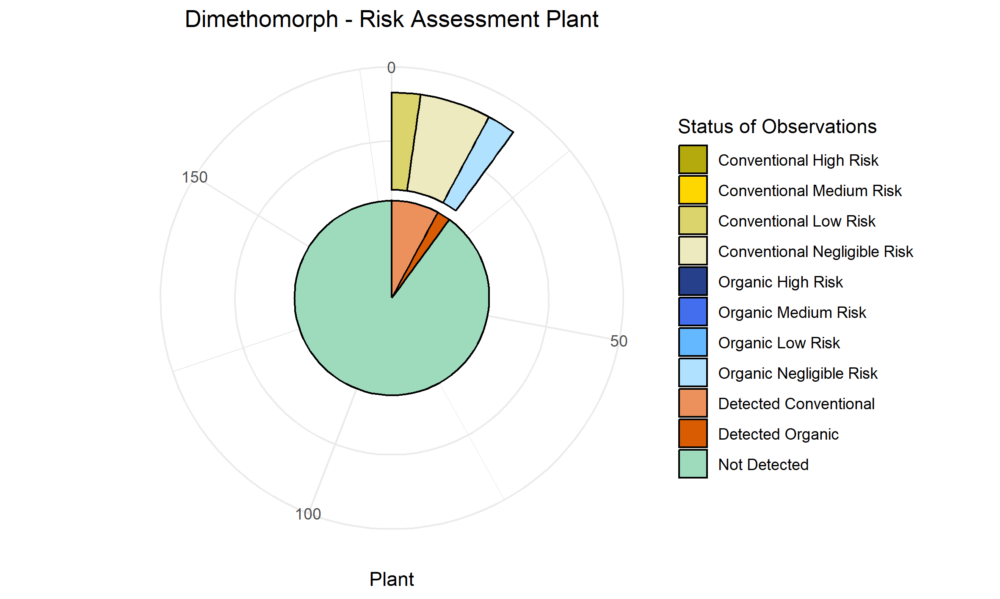 Dimethomorph - Risk Assessment Plant
0
150
50
100
Plant
Status of Observations
Conventional High Risk
Conventional Medium Risk
Conventional Low Risk
Conventional Negligible Risk
Organic High Risk
Organic Medium Risk
Organic Low Risk
Organic Negligible Risk
Detected Conventional
Detected Organic
Not Detected